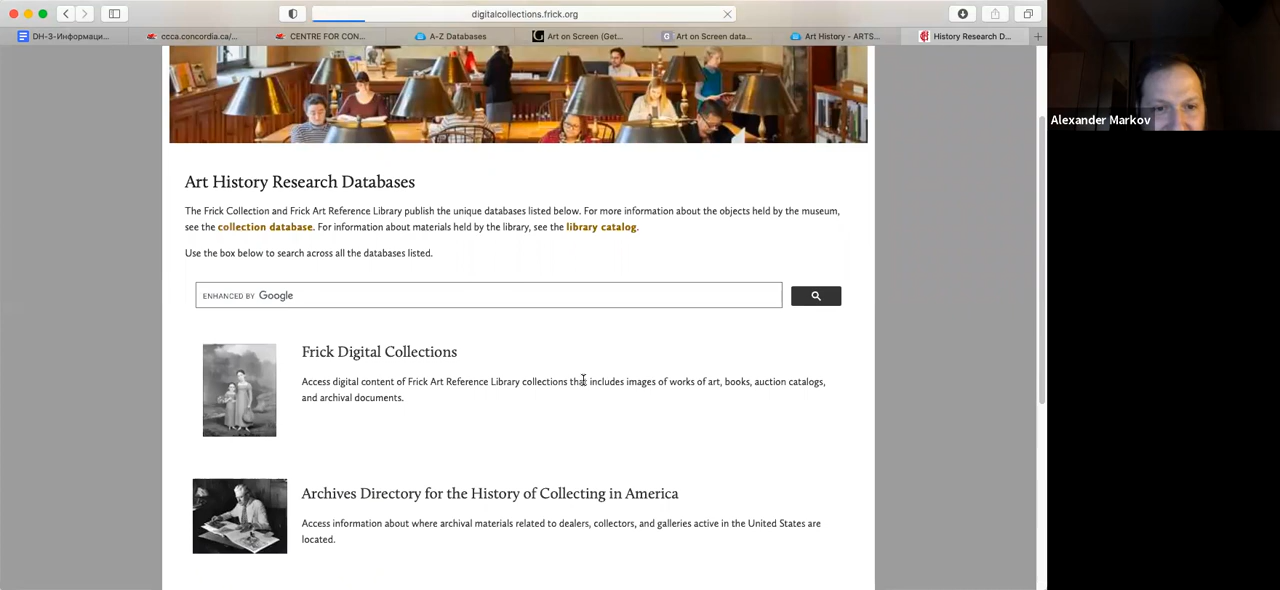 digitalcollections.frick.org
DH-3-Информаци...
ccca.concordia.ca/...
CENTRE FOR CON...
A-Z Databases
Art on Screen (Get...
Art on Screen data...
Art History - ARTS...
History Research D...
Alexander Markov
Art History Research Databases
The Frick Collection and Frick Art Reference Library publish the unique databases listed below. For more information about the objects held by the museum,
see the collection database. For information about materials held by the library, see the library catalog.
Use the box below to search across all the databases listed.
ENHANCED BY Google
Frick Digital Collections
Access digital content of Frick Art Reference Library collections that includes images of works of art, books, auction catalogs,
and archival documents.
Archives Directory for the History of Collecting in America
Access information about where archival materials related to dealers, collectors, and galleries active in the United States are
located.